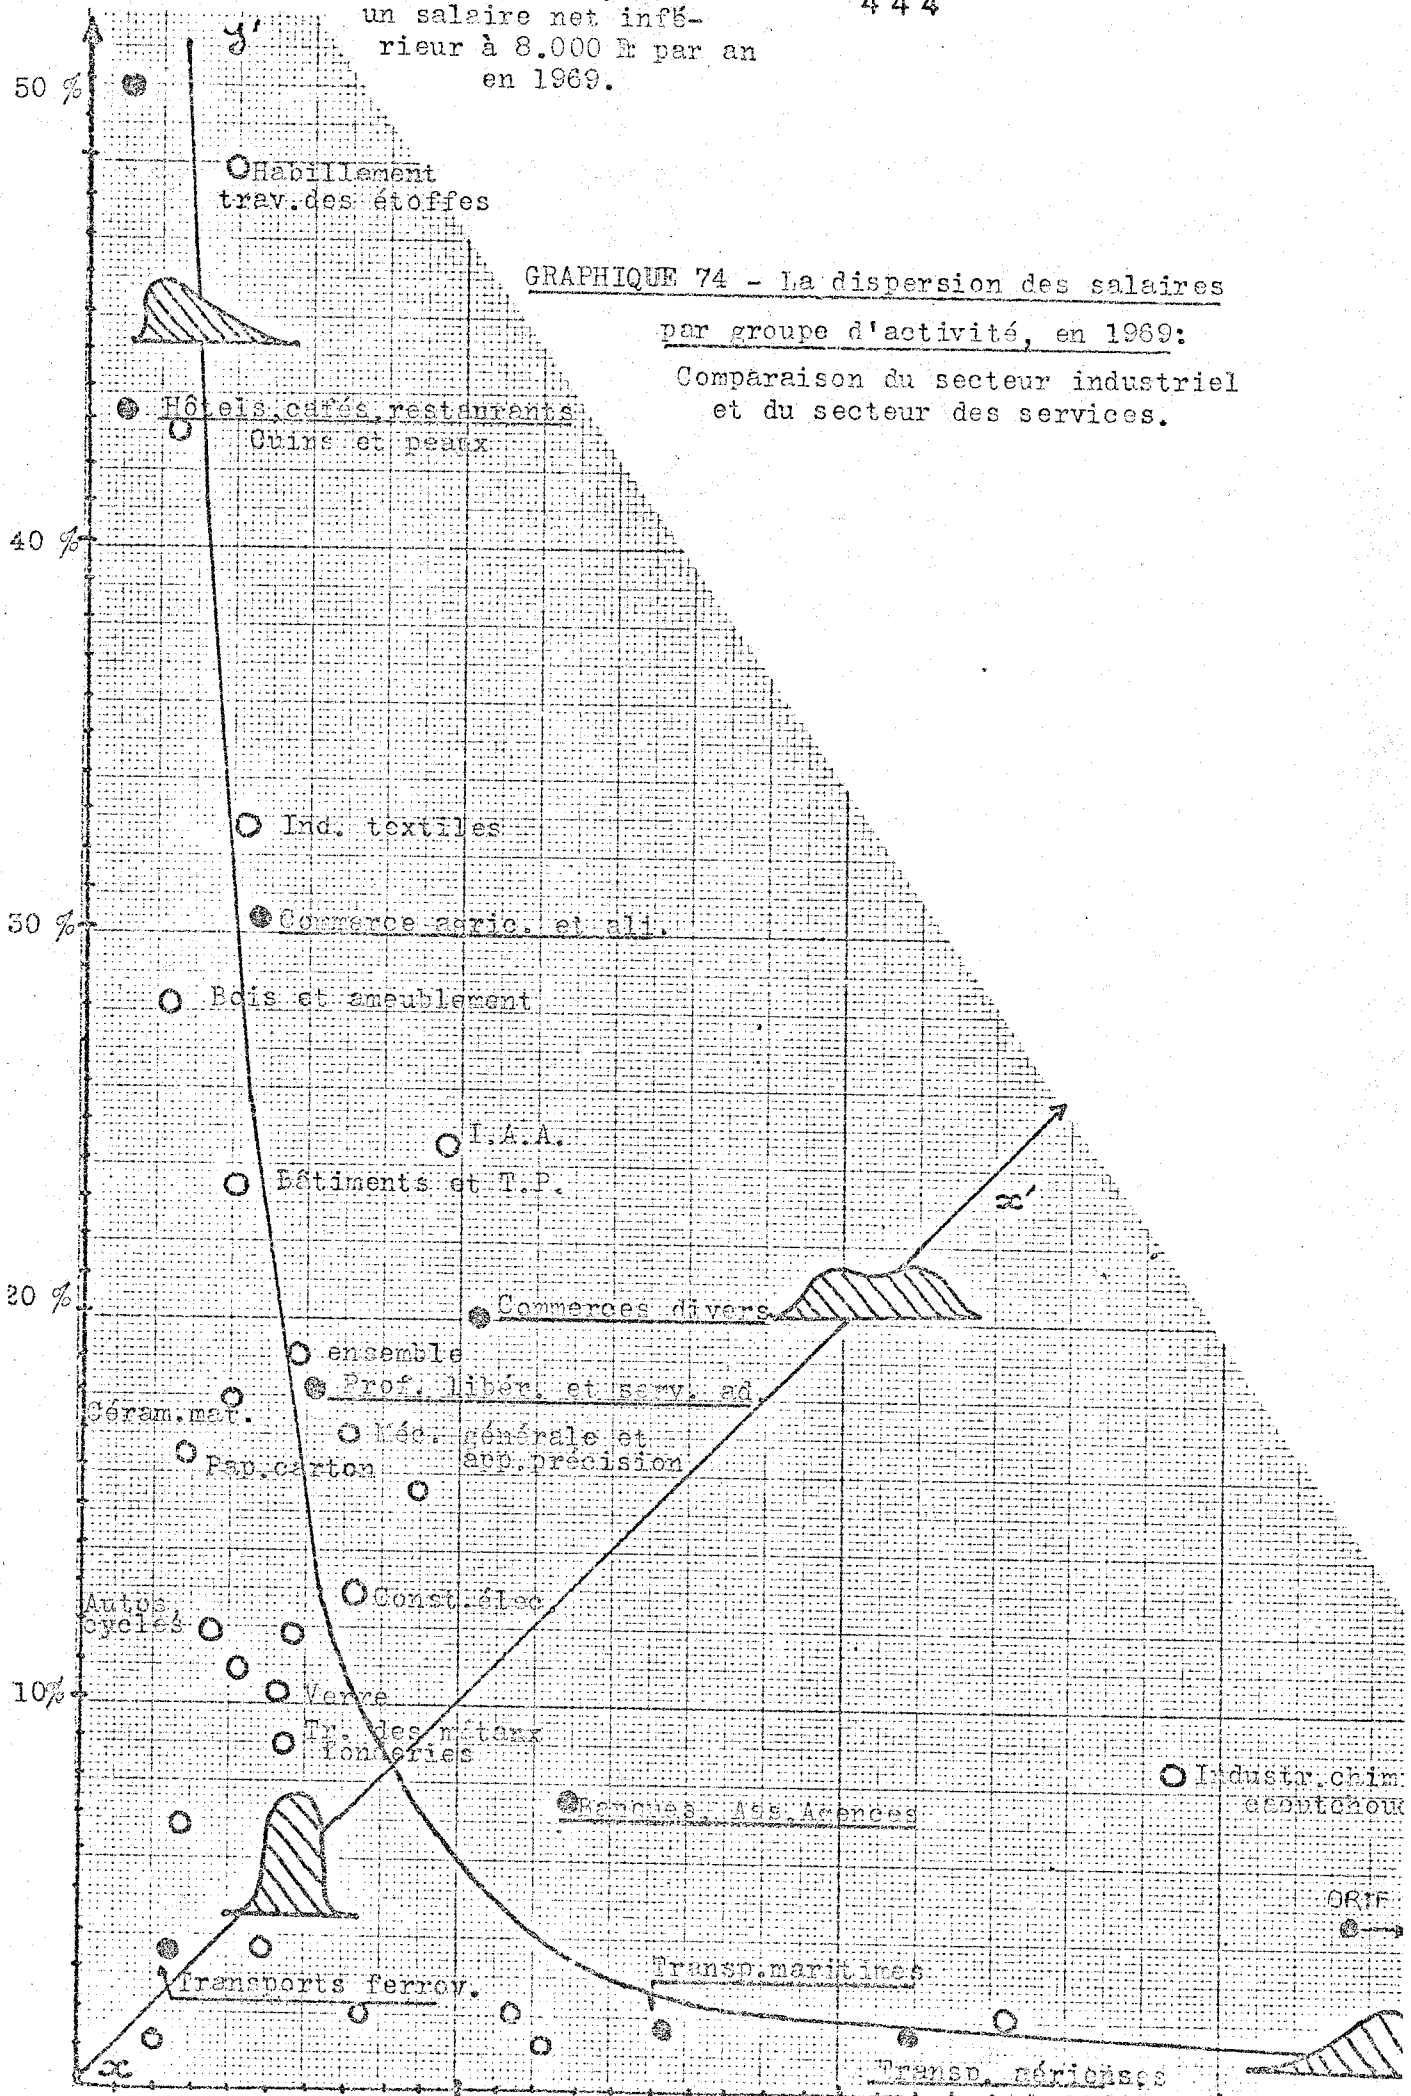 444
un salaire net infé-
rieur à 8.000 Fr par an
en 1969.
y'
50 %
Habillement
trav.des étoffes
GRAPHIQUE 74 - La dispersion des salaires
par groupe d'activité, en 1969:
Comparaison du secteur industriel
et du secteur des services.
Hôtels,cafés,restaurants
Cuirs et peaux
40 %
Ind. textiles
30 %
Commerce agric. et ali.
Bois et ameublement
I.A.A.
Bâtiments et T.P.
x'
20 %
Commerces divers
ensemble
Prof. libér. et serv. ad.
Céram.mat.
Méc. générale et
app.précision
Pap.carton
Const.élec.
Autos,
cycles
10%
Verre
Tr. des métaux
fonderies
Industr.chim
caoutchouc
Banques, Ass.Agences
ORTF
Transp.maritimes
Transports ferrov.
x
Transp. aériens